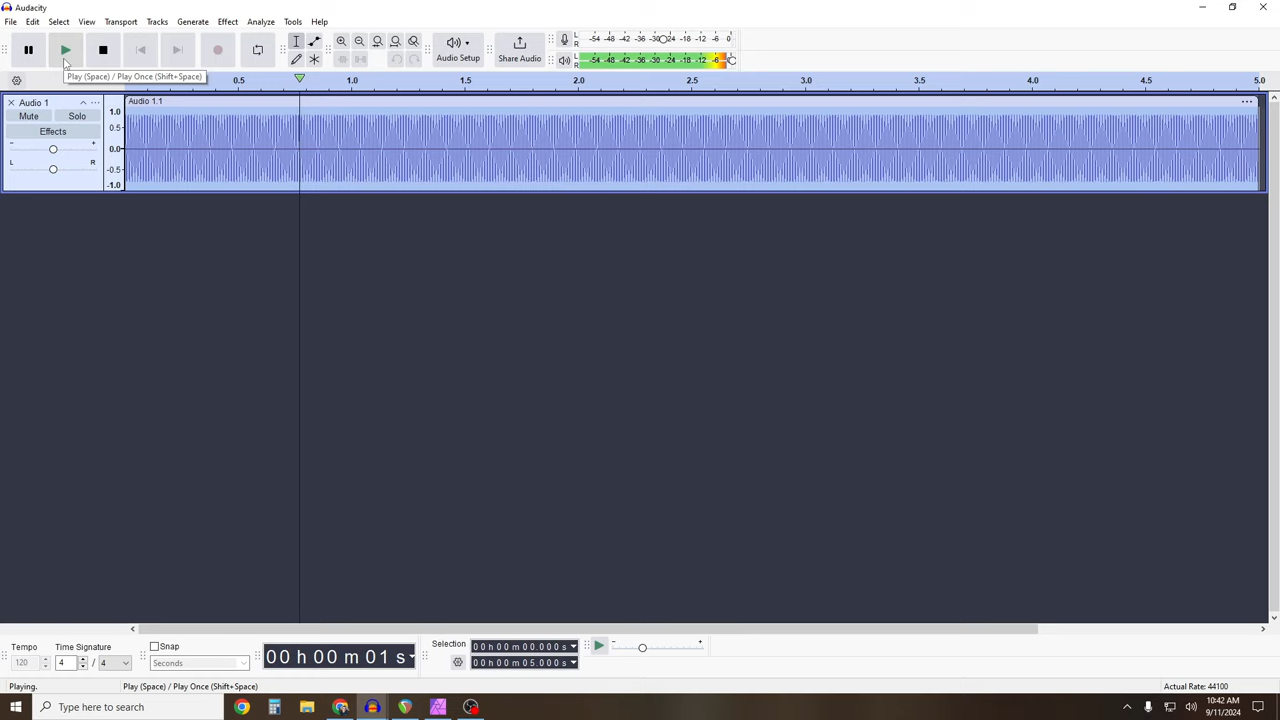 Audacity
File Edit Select View Transport Tracks Generate Effect Analyze Tools Help
L R -54 -48 -42 -36 -30 -24 -18 -12 -6 0
Audio Setup Share Audio
L R -54 -48 -42 -36 -30 -24 -18 -12 -6 0
Play (Space) / Play Once (Shift+Space)
0.5 1.0 2.0 2.5 3.0 3.5 4.0 4.5 5.0
Audio 1 ... Audio 1.1 ...
Mute Solo
Effects
- +
L R
1.0
0.5
0.0
-0.5
-1.0
Tempo Time Signature Snap Selection
120 4 / 4 Seconds
00 h 00 m 01 s
00 h 00 m 00.000 s
00 h 00 m 05.000 s
- +
Playing. Play (Space) / Play Once (Shift+Space) Actual Rate: 44100
Type here to search
10:42 AM
9/11/2024